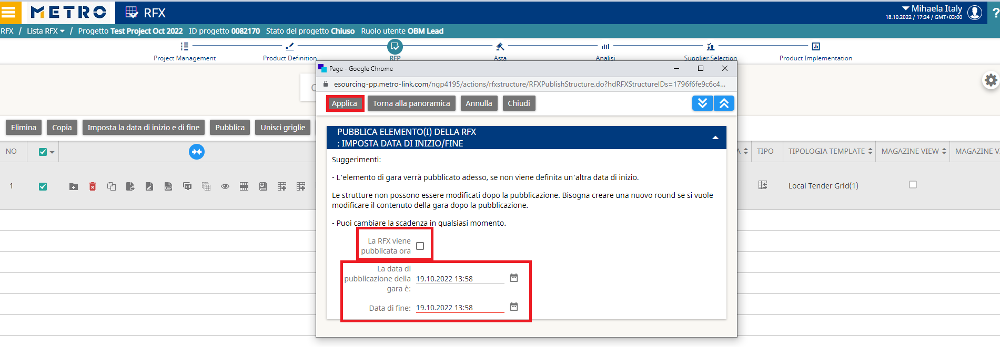 METRO
RFX
Mihaela Italy
18.10.2022 / 17:24 / GMT+03:00
?
RFX / Lista RFX / Progetto Test Project Oct 2022 ID progetto 0082170 Stato del progetto Chiuso Ruolo utente OBM Lead
Project Management
Product Definition
RFP
Asta
Analisi
Supplier Selection
Product Implementation
Page - Google Chrome
esourcing-pp.metro-link.com/ngp4195/actions/rfxstructure/RFXPublishStructure.do?hdRFXStructureIDs=1796f6fe9c6c4...
Applica
Torna alla panoramica
Annulla
Chiudi
Elimina
Copia
Imposta la data di inizio e di fine
Pubblica
Unisci griglie
PUBBLICA ELEMENTO(I) DELLA RFX
: IMPOSTA DATA DI INIZIO/FINE
NO
A
TIPO
TIPOLOGIA TEMPLATE
MAGAZINE VIEW
MAGAZINE V
Suggerimenti:
- L'elemento di gara verrà pubblicato adesso, se non viene definita un'altra data di inizio.
Le strutture non possono essere modificati dopo la pubblicazione. Bisogna creare una nuovo round se si vuole
modificare il contenuto della gara dopo la pubblicazione.
- Puoi cambiare la scadenza in qualsiasi momento.
1
EN
Local Tender Grid(1)
La RFX viene
pubblicata ora
La data di
pubblicazione della
gara è:
19.10.2022 13:58
Data di fine:
19.10.2022 13:58